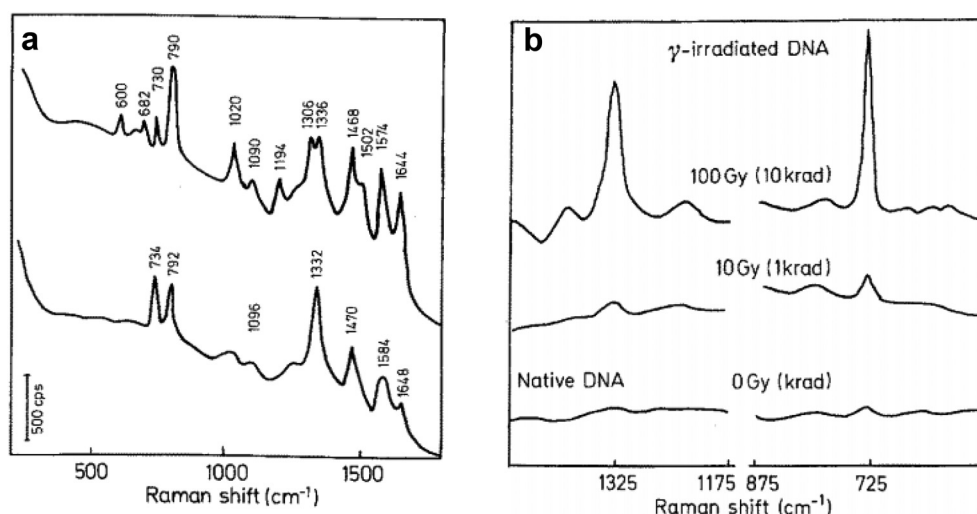 a
600
682
730
790
1020
1090
1194
1306
1336
1468
1502
1574
1644
734
792
1096
1332
1470
1584
1648
500 cps
500
1000
1500
Raman shift (cm⁻¹)
b
γ-irradiated DNA
100 Gy (10 krad)
10 Gy (1 krad)
Native DNA
0 Gy (krad)
1325
1175
875
725
Raman shift (cm⁻¹)